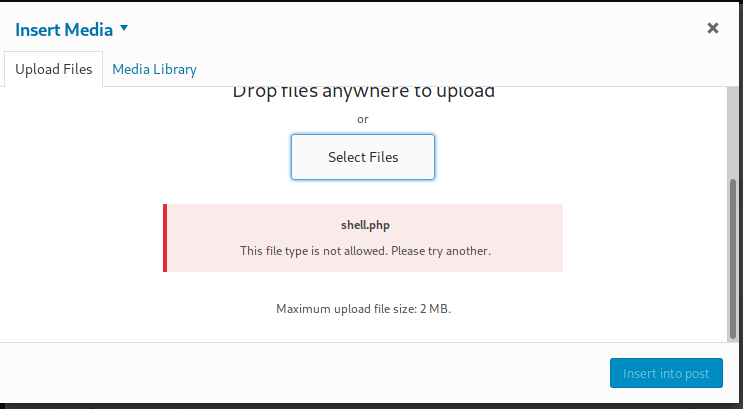 Insert Media
Upload Files
Media Library
Drop files anywhere to upload
or
Select Files
shell.php
This file type is not allowed. Please try another.
Maximum upload file size: 2 MB.
Insert into post